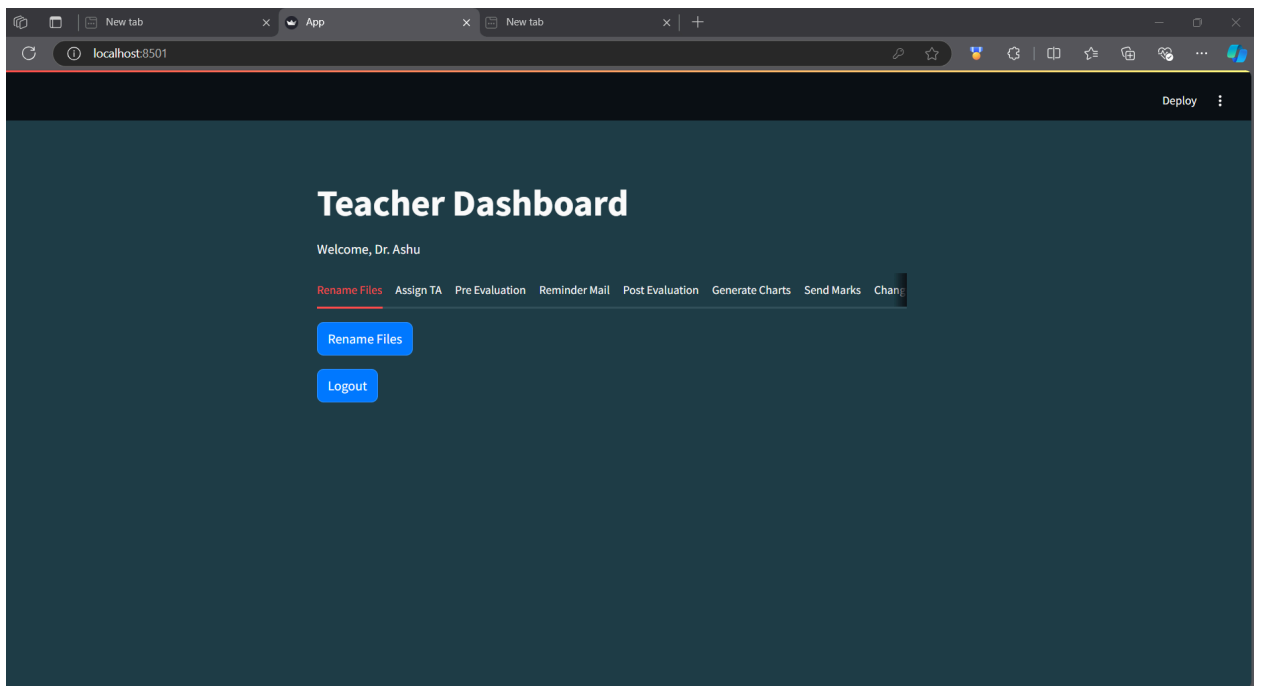 New tab App New tab
localhost:8501
Deploy
Teacher Dashboard
Welcome, Dr. Ashu
Rename Files Assign TA Pre Evaluation Reminder Mail Post Evaluation Generate Charts Send Marks Chang
Rename Files
Logout